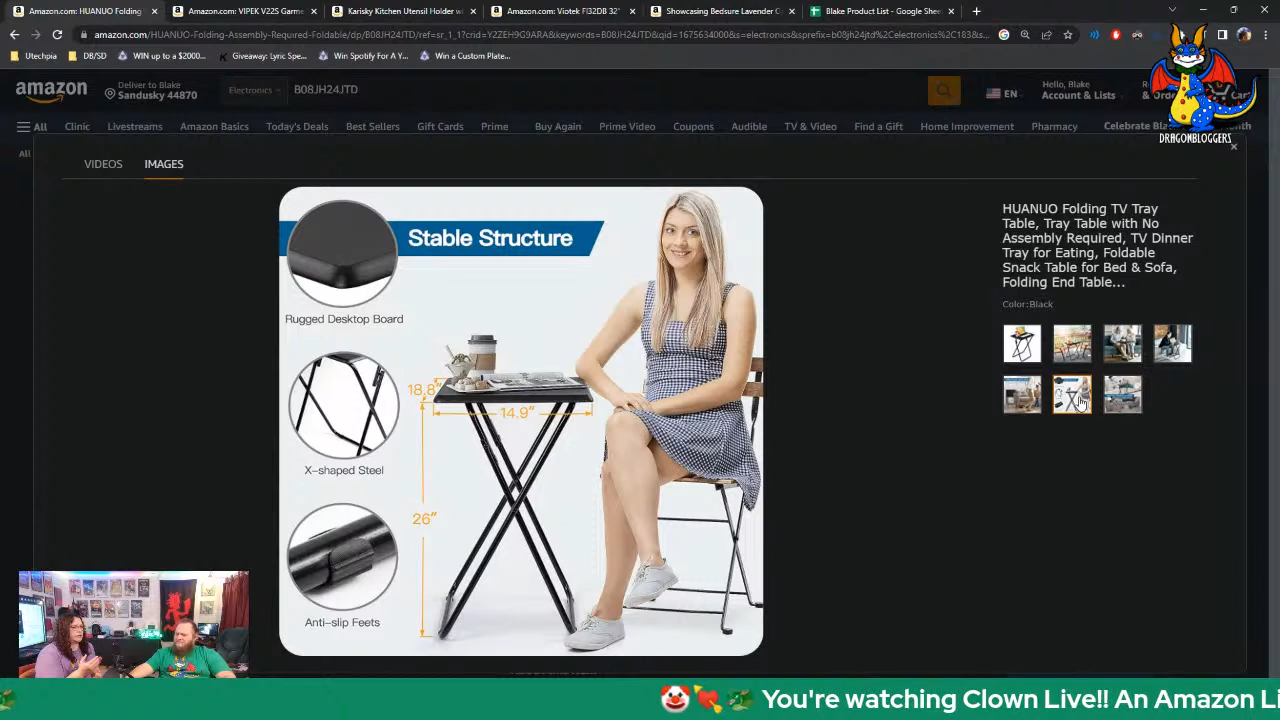 Amazon.com: HUANUO Folding
Amazon.com: VIPEK V22S Garme
Karisky Kitchen Utensil Holder w
Amazon.com: Viotek FI32DB 32"
Showcasing Bedsure Lavender C
Blake Product List - Google Shee
amazon.com/HUANUO-Folding-Assembly-Required-Foldable/dp/B08JH24JTD/ref=sr_1_1?crid=Y2ZEH9G9ARA&keywords=B08JH24JTD&qid=1675634000&s=electronics&sprefix=b08jh24jtd%2Celectronics%2C183&s...
Utechpia
DB/SD
WIN up to a $2000...
Giveaway: Lyric Spe...
Win Spotify For A Y...
Win a Custom Plate...
amazon
Deliver to Blake
Sandusky 44870
Electronics
B08JH24JTD
EN
Hello, Blake
Account & Lists
& Orde
Cart
All
Clinic
Livestreams
Amazon Basics
Today's Deals
Best Sellers
Gift Cards
Prime
Buy Again
Prime Video
Coupons
Audible
TV & Video
Find a Gift
Home Improvement
Pharmacy
Celebrate Bla
nth
DRAGONBLOGGERS
All
VIDEOS
IMAGES
Stable Structure
Rugged Desktop Board
X-shaped Steel
Anti-slip Feets
18.8"
14.9"
26"
HUANUO Folding TV Tray
Table, Tray Table with No
Assembly Required, TV Dinner
Tray for Eating, Foldable
Snack Table for Bed & Sofa,
Folding End Table...
Color:Black
You're watching Clown Live!! An Amazon Li